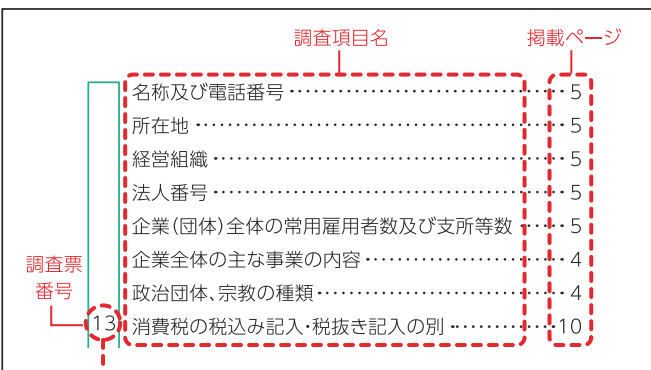 調査項目名 掲載ページ
名称及び電話番号 ・・・・・・・・・・・・・・・・・・・・・・・・・・・・ 5
所在地 ・・・・・・・・・・・・・・・・・・・・・・・・・・・・・・・・・・・・・ 5
経営組織 ・・・・・・・・・・・・・・・・・・・・・・・・・・・・・・・・・・・ 5
法人番号 ・・・・・・・・・・・・・・・・・・・・・・・・・・・・・・・・・・・ 5
企業(団体)全体の常用雇用者数及び支所等数 ・・・・・ 5
企業全体の主な事業の内容 ・・・・・・・・・・・・・・・・・・・・ 4
政治団体、宗教の種類 ・・・・・・・・・・・・・・・・・・・・・・・・・ 4
調査票
番号
13 消費税の税込み記入・税抜き記入の別 ・・・・・・・・・・・10